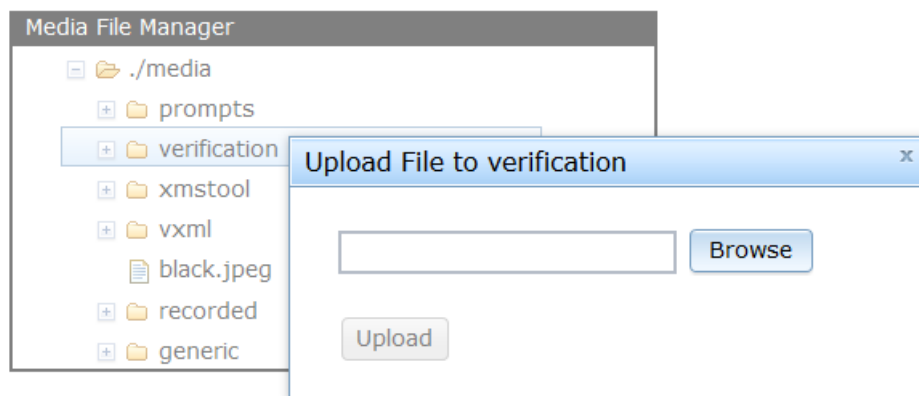 Media File Manager
./media
prompts
verification
xmstool
vxml
black.jpeg
recorded
generic
Upload File to verification x
Browse
Upload